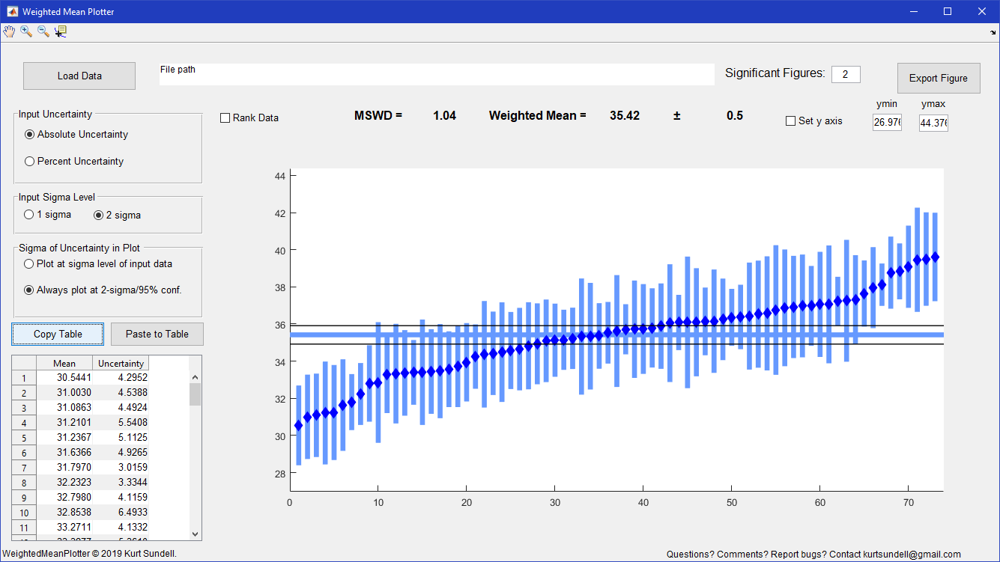 Weighted Mean Plotter
Load Data
File path
Significant Figures: 2
Export Figure
Input Uncertainty
Absolute Uncertainty
Percent Uncertainty
Rank Data
MSWD = 1.04 Weighted Mean = 35.42 ± 0.5
Set y axis
ymin ymax
26.976 44.376
Input Sigma Level
1 sigma 2 sigma
Sigma of Uncertainty in Plot
Plot at sigma level of input data
Always plot at 2-sigma/95% conf.
Copy Table Paste to Table
Mean Uncertainty
1 30.5441 4.2952
2 31.0030 4.5388
3 31.0863 4.4924
4 31.2101 5.5408
5 31.2367 5.1125
6 31.6366 4.9265
7 31.7970 3.0159
8 32.2323 3.3344
9 32.7980 4.1159
10 32.8538 6.4933
11 33.2711 4.1332
44
42
40
38
36
34
32
30
28
0 10 20 30 40 50 60 70
WeightedMeanPlotter © 2019 Kurt Sundell.
Questions? Comments? Report bugs? Contact kurtsundell@gmail.com